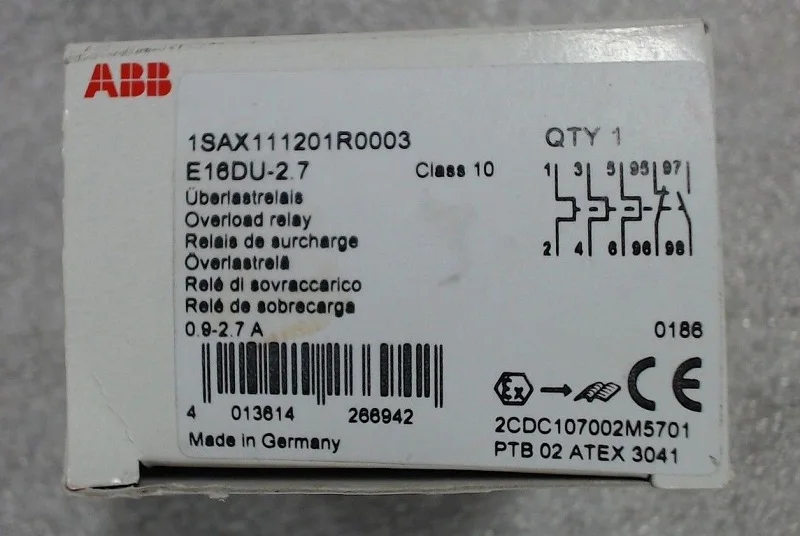 ABB
1SAX111201R0003 QTY 1
E16DU-2.7 Class 10
Überlastrelais
Overload relay
Relais de surcharge
Överlastrelä
Relé di sovraccarico
Relé de sobrecarga
0.9-2.7 A
1 3 5 95 97
2 4 6 96 98
0186
Ex CE
4 013614 266942
2CDC107002M5701
Made in Germany
PTB 02 ATEX 3041